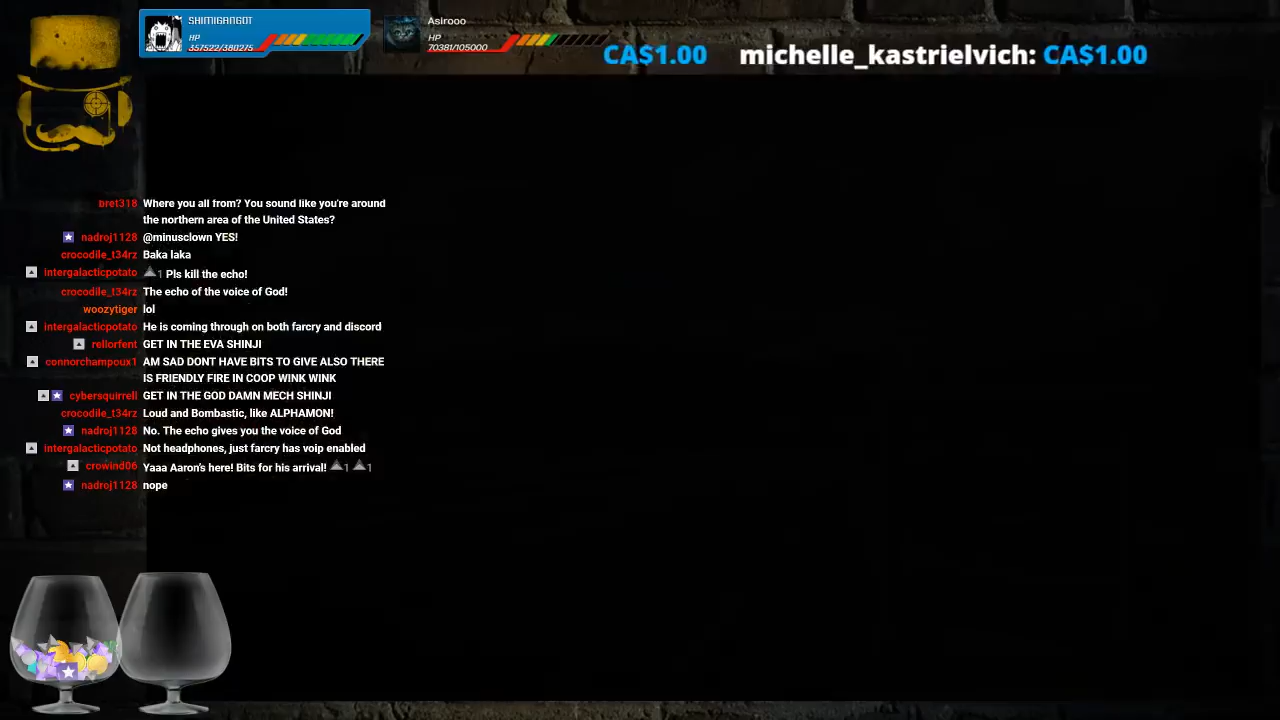 SHIMIGANGOT
HP
357522/380275
Asirooo
HP
70381/105000
CA$1.00 michelle_kastrielvich: CA$1.00
bret318 Where you all from? You sound like you're around
the northern area of the United States?
nadroj1128 @minusclown YES!
crocodile_t34rz Baka laka
intergalacticpotato 1 Pls kill the echo!
crocodile_t34rz The echo of the voice of God!
woozytiger lol
intergalacticpotato He is coming through on both farcry and discord
rellorfent GET IN THE EVA SHINJI
connorchampoux1 AM SAD DONT HAVE BITS TO GIVE ALSO THERE
IS FRIENDLY FIRE IN COOP WINK WINK
cybersquirrell GET IN THE GOD DAMN MECH SHINJI
crocodile_t34rz Loud and Bombastic, like ALPHAMON!
nadroj1128 No. The echo gives you the voice of God
intergalacticpotato Not headphones, just farcry has voip enabled
crowind06 Yaaa Aaron's here! Bits for his arrival! 1 1
nadroj1128 nope